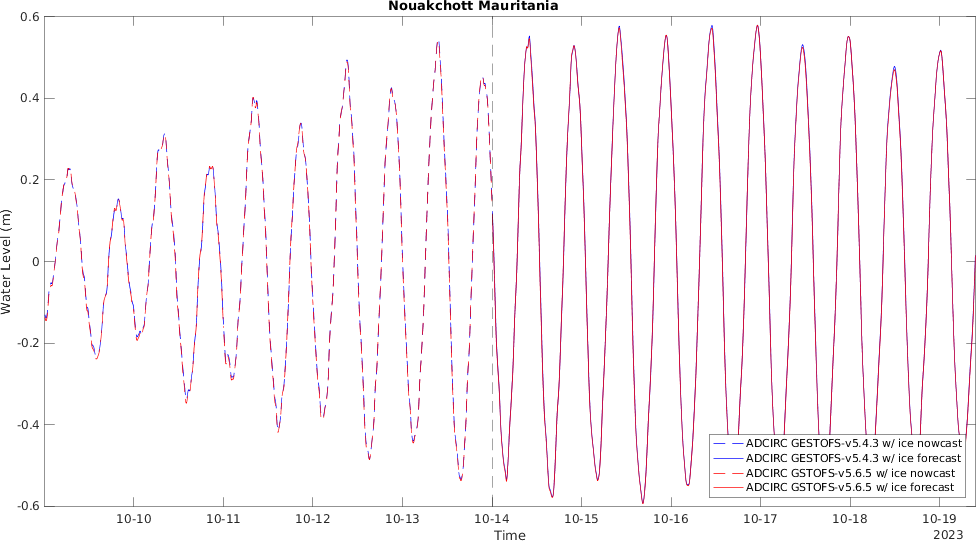 Nouakchott Mauritania
Water Level (m)
0.6
0.4
0.2
0
-0.2
-0.4
-0.6
ADCIRC GESTOFS-v5.4.3 w/ ice nowcast
ADCIRC GESTOFS-v5.4.3 w/ ice forecast
ADCIRC GSTOFS-v5.6.5 w/ ice nowcast
ADCIRC GSTOFS-v5.6.5 w/ ice forecast
10-10 10-11 10-12 10-13 10-14 10-15 10-16 10-17 10-18 10-19
Time
2023